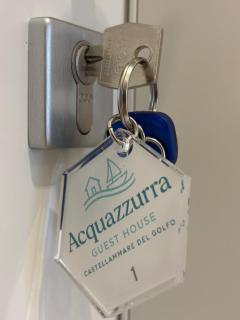 Acquazzurra
GUEST HOUSE
CASTELLAMMARE DEL GOLFO
1